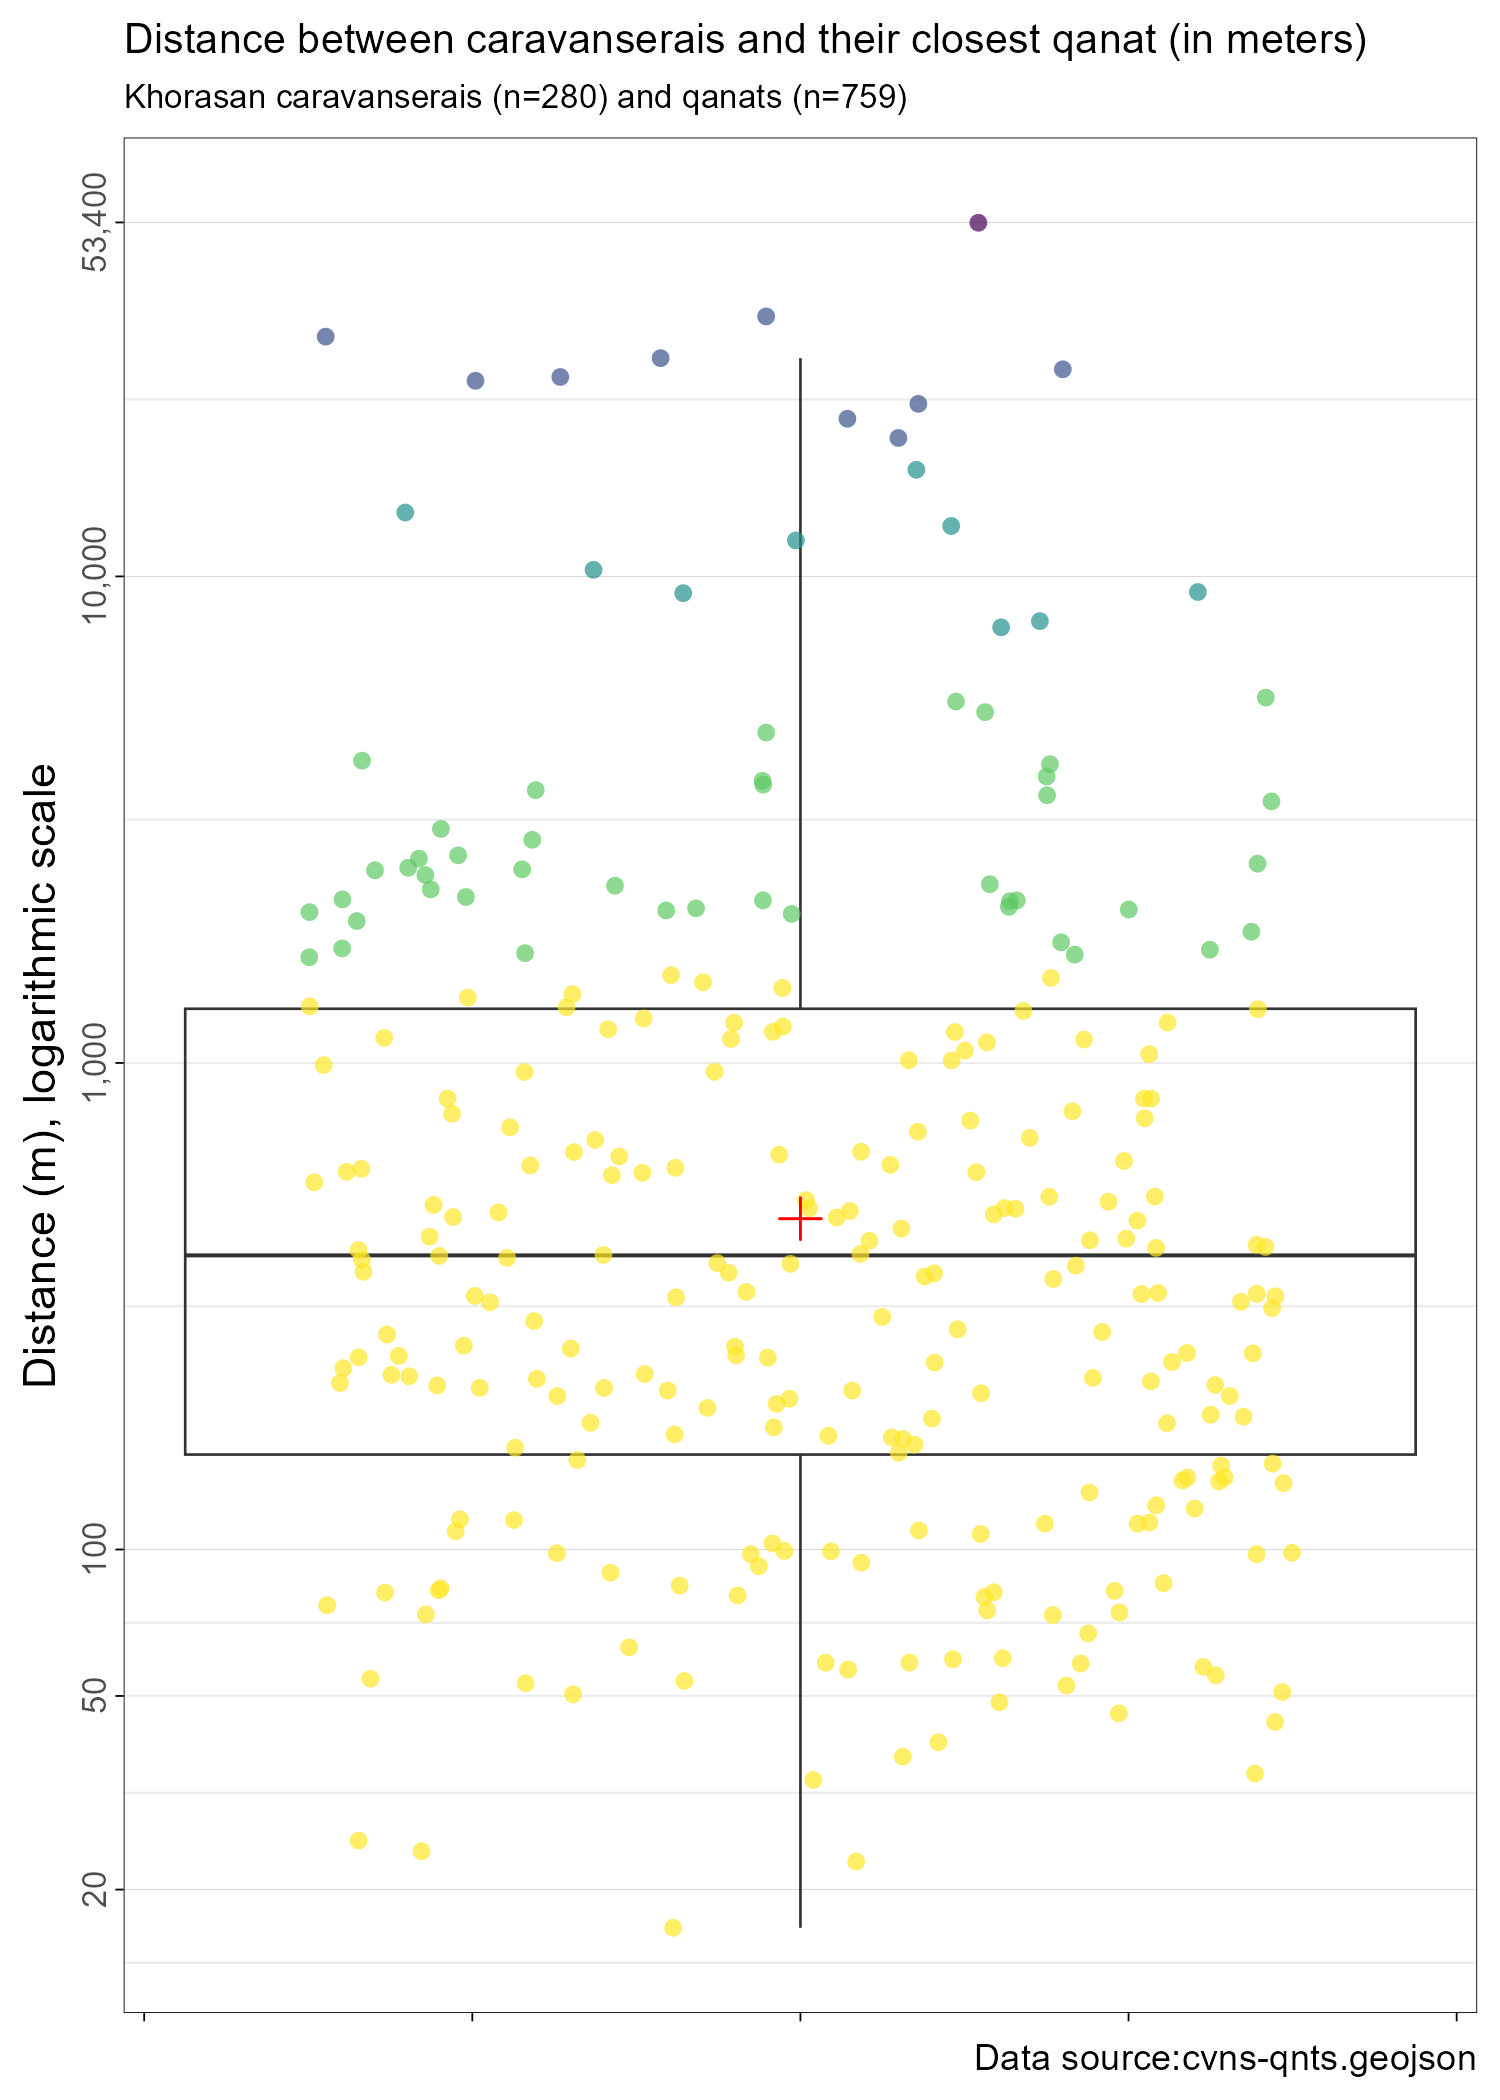 Distance between caravanserais and their closest qanat (in meters)
Khorasan caravanserais (n=280) and qanats (n=759)
Distance (m), logarithmic scale
53,400
10,000
1,000
100
50
20
Data source:cvns-qnts.geojson